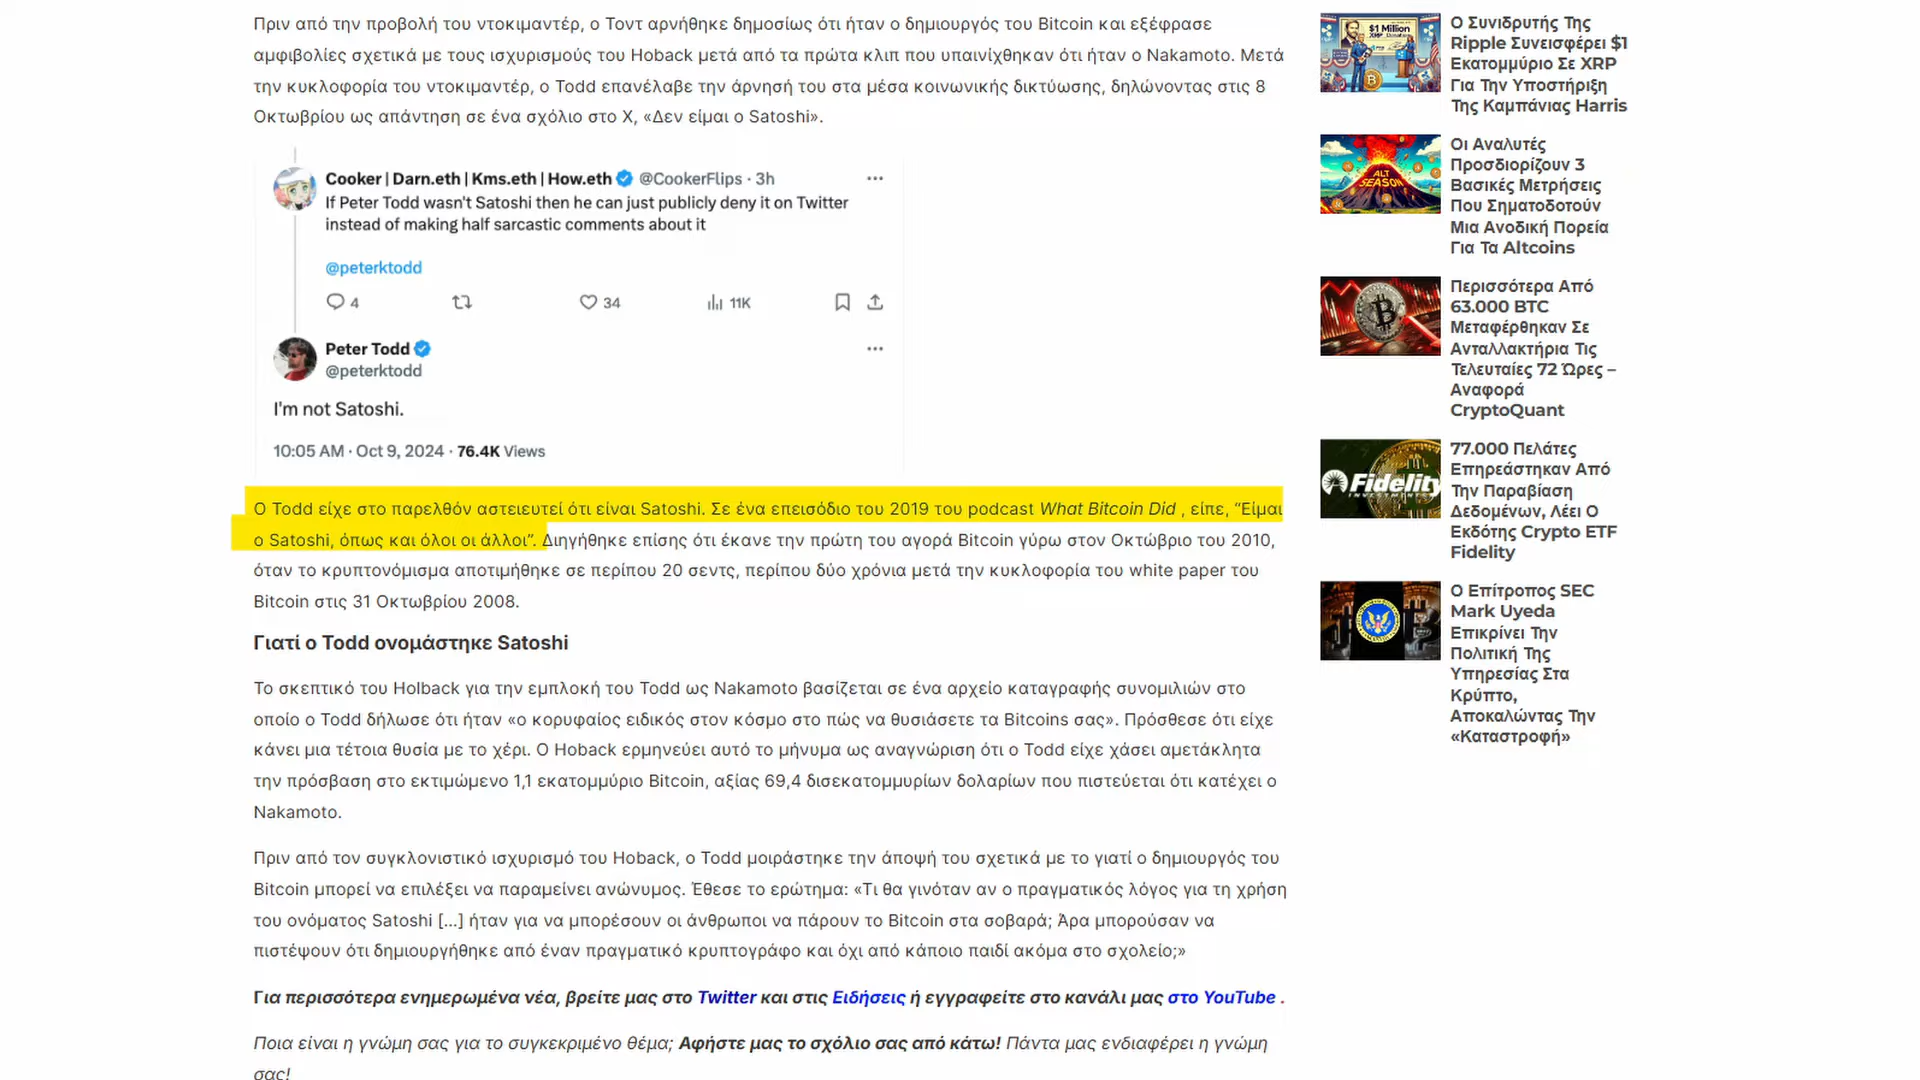 Πριν από την προβολή του ντοκιμαντέρ, ο Τοντ αρνήθηκε δημοσίως ότι ήταν ο δημιουργός του Bitcoin και εξέφρασε
αμφιβολίες σχετικά με τους ισχυρισμούς του Hoback μετά από τα πρώτα κλιπ που υπαινίχθηκαν ότι ήταν ο Nakamoto. Μετά
την κυκλοφορία του ντοκιμαντέρ, ο Todd επανέλαβε την άρνησή του στα μέσα κοινωνικής δικτύωσης, δηλώνοντας στις 8
Οκτωβρίου ως απάντηση σε ένα σχόλιο στο X, «Δεν είμαι ο Satoshi».
Cooker | Darn.eth | Kms.eth | How.eth @CookerFlips · 3h
If Peter Todd wasn't Satoshi then he can just publicly deny it on Twitter
instead of making half sarcastic comments about it
@peterktodd
4 34 11K
Peter Todd
@peterktodd
I'm not Satoshi.
10:05 AM · Oct 9, 2024 · 76.4K Views
Ο Todd είχε στο παρελθόν αστειευτεί ότι είναι Satoshi. Σε ένα επεισόδιο του 2019 του podcast What Bitcoin Did , είπε, “Είμαι
ο Satoshi, όπως και όλοι οι άλλοι”. Διηγήθηκε επίσης ότι έκανε την πρώτη του αγορά Bitcoin γύρω στον Οκτώβριο του 2010,
όταν το κρυπτονόμισμα αποτιμήθηκε σε περίπου 20 σεντς, περίπου δύο χρόνια μετά την κυκλοφορία του white paper του
Bitcoin στις 31 Οκτωβρίου 2008.
Γιατί ο Todd ονομάστηκε Satoshi
Το σκεπτικό του Holback για την εμπλοκή του Todd ως Nakamoto βασίζεται σε ένα αρχείο καταγραφής συνομιλιών στο
οποίο ο Todd δήλωσε ότι ήταν «ο κορυφαίος ειδικός στον κόσμο στο πώς να θυσιάσετε τα Bitcoins σας». Πρόσθεσε ότι είχε
κάνει μια τέτοια θυσία με το χέρι. Ο Hoback ερμηνεύει αυτό το μήνυμα ως αναγνώριση ότι ο Todd είχε χάσει αμετάκλητα
την πρόσβαση στο εκτιμώμενο 1,1 εκατομμύριο Bitcoin, αξίας 69,4 δισεκατομμυρίων δολαρίων που πιστεύεται ότι κατέχει ο
Nakamoto.
Πριν από τον συγκλονιστικό ισχυρισμό του Hoback, ο Todd μοιράστηκε την άποψή του σχετικά με το γιατί ο δημιουργός του
Bitcoin μπορεί να επιλέξει να παραμείνει ανώνυμος. Έθεσε το ερώτημα: «Τι θα γινόταν αν ο πραγματικός λόγος για τη χρήση
του ονόματος Satoshi [...] ήταν για να μπορέσουν οι άνθρωποι να πάρουν το Bitcoin στα σοβαρά; Άρα μπορούσαν να
πιστέψουν ότι δημιουργήθηκε από έναν πραγματικό κρυπτογράφο και όχι από κάποιο παιδί ακόμα στο σχολείο;»
Για περισσότερα ενημερωμένα νέα, βρείτε μας στο Twitter και στις Ειδήσεις ή εγγραφείτε στο κανάλι μας στο YouTube .
Ποια είναι η γνώμη σας για το συγκεκριμένο θέμα; Αφήστε μας το σχόλιο σας από κάτω! Πάντα μας ενδιαφέρει η γνώμη
σας!
$1 Million
XRP Donation
Ο Συνιδρυτής Της
Ripple Συνεισφέρει $1
Εκατομμύριο Σε XRP
Για Την Υποστήριξη
Της Καμπάνιας Harris
ALT
SEASON
Οι Αναλυτές
Προσδιορίζουν 3
Βασικές Μετρήσεις
Που Σηματοδοτούν
Μια Ανοδική Πορεία
Για Τα Altcoins
Περισσότερα Από
63.000 BTC
Μεταφέρθηκαν Σε
Ανταλλακτήρια Τις
Τελευταίες 72 Ώρες –
Αναφορά
CryptoQuant
Fidelity
INVESTMENTS
77.000 Πελάτες
Επηρεάστηκαν Από
Την Παραβίαση
Δεδομένων, Λέει Ο
Εκδότης Crypto ETF
Fidelity
Ο Επίτροπος SEC
Mark Uyeda
Επικρίνει Την
Πολιτική Της
Υπηρεσίας Στα
Κρύπτο,
Αποκαλώντας Την
«Καταστροφή»